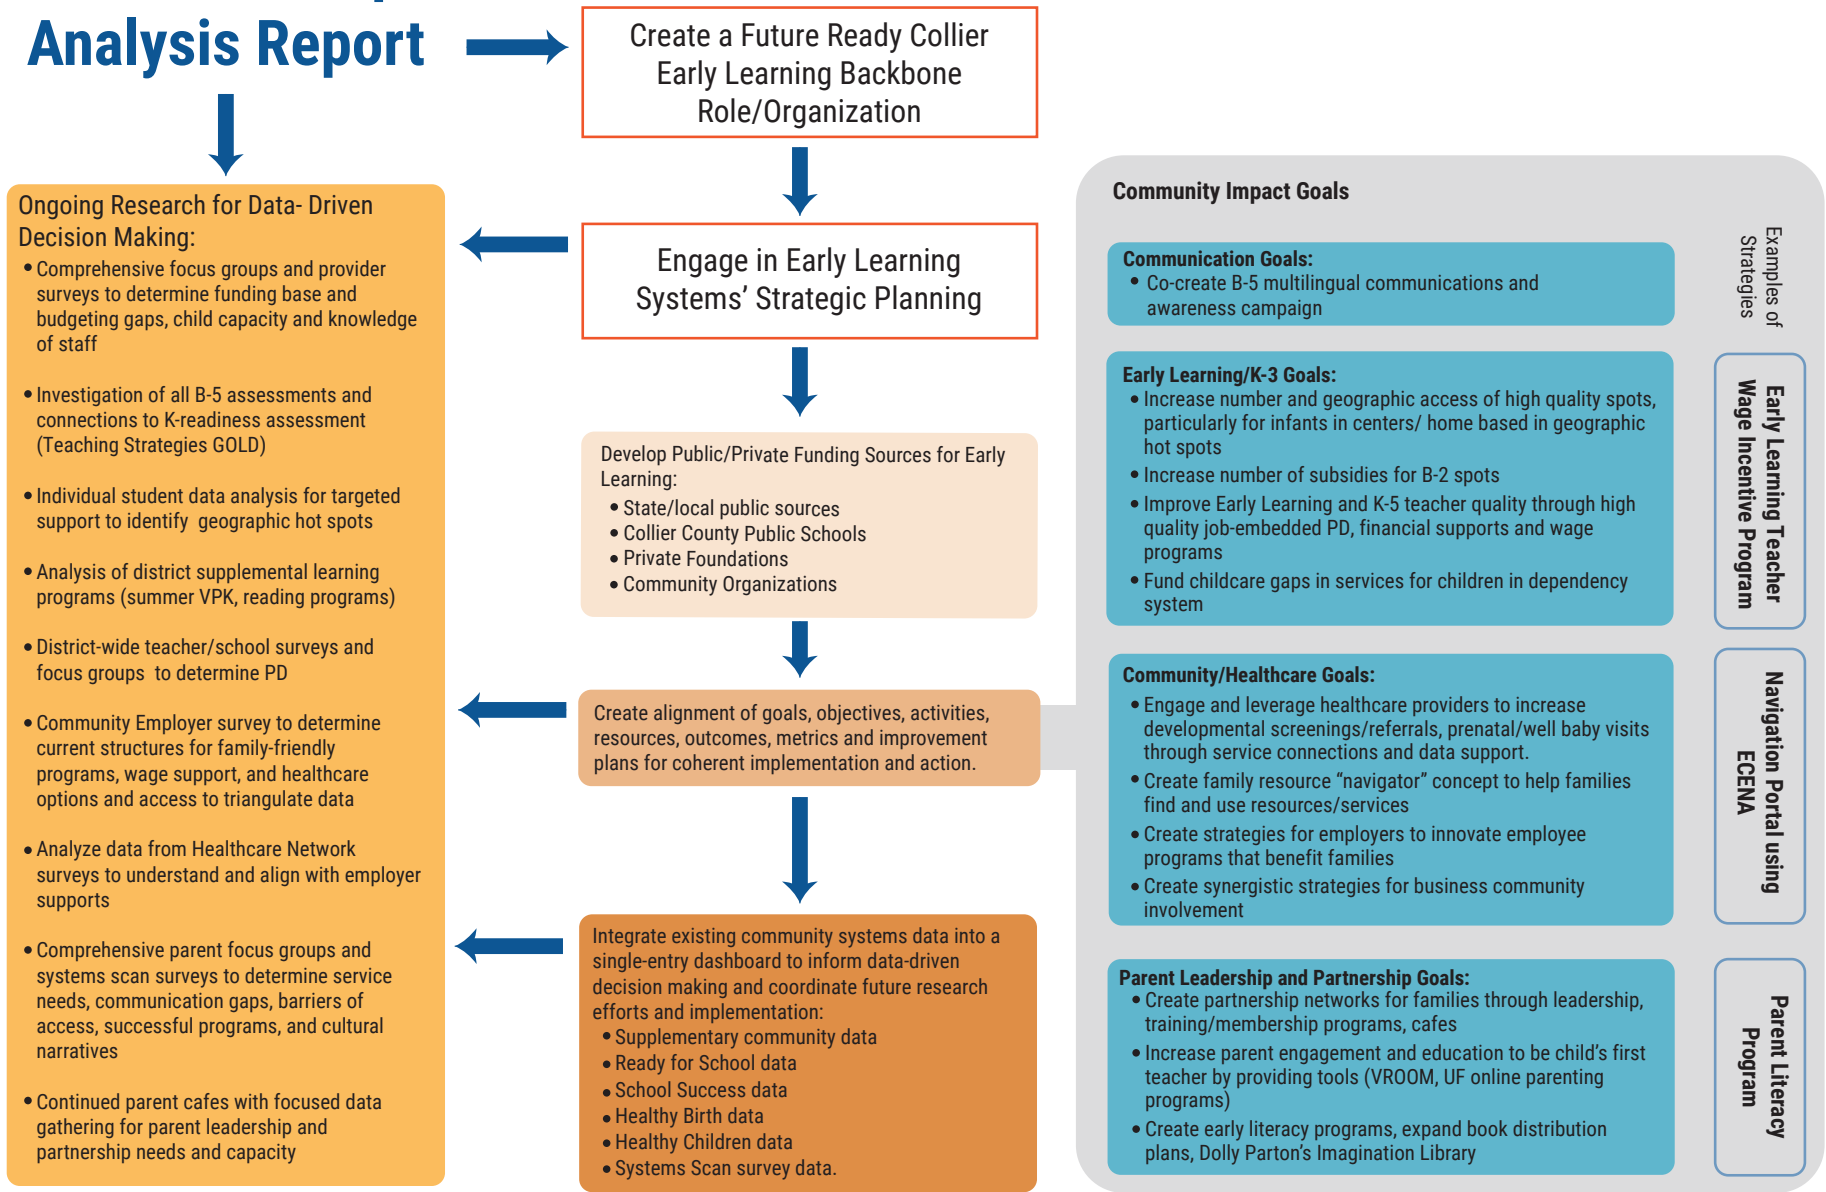 Analysis Report
Create a Future Ready Collier
Early Learning Backbone
Role/Organization
Engage in Early Learning
Systems’ Strategic Planning
Ongoing Research for Data- Driven
Decision Making:
• Comprehensive focus groups and provider
surveys to determine funding base and
budgeting gaps, child capacity and knowledge
of staff
• Investigation of all B-5 assessments and
connections to K-readiness assessment
(Teaching Strategies GOLD)
• Individual student data analysis for targeted
support to identify geographic hot spots
• Analysis of district supplemental learning
programs (summer VPK, reading programs)
• District-wide teacher/school surveys and
focus groups to determine PD
• Community Employer survey to determine
current structures for family-friendly
programs, wage support, and healthcare
options and access to triangulate data
• Analyze data from Healthcare Network
surveys to understand and align with employer
supports
• Comprehensive parent focus groups and
systems scan surveys to determine service
needs, communication gaps, barriers of
access, successful programs, and cultural
narratives
• Continued parent cafes with focused data
gathering for parent leadership and
partnership needs and capacity
Develop Public/Private Funding Sources for Early
Learning:
• State/local public sources
• Collier County Public Schools
• Private Foundations
• Community Organizations
Create alignment of goals, objectives, activities,
resources, outcomes, metrics and improvement
plans for coherent implementation and action.
Integrate existing community systems data into a
single-entry dashboard to inform data-driven
decision making and coordinate future research
efforts and implementation:
• Supplementary community data
• Ready for School data
• School Success data
• Healthy Birth data
• Healthy Children data
• Systems Scan survey data.
Community Impact Goals
Communication Goals:
• Co-create B-5 multilingual communications and
awareness campaign
Early Learning/K-3 Goals:
• Increase number and geographic access of high quality spots,
particularly for infants in centers/ home based in geographic
hot spots
• Increase number of subsidies for B-2 spots
• Improve Early Learning and K-5 teacher quality through high
quality job-embedded PD, financial supports and wage
programs
• Fund childcare gaps in services for children in dependency
system
Community/Healthcare Goals:
• Engage and leverage healthcare providers to increase
developmental screenings/referrals, prenatal/well baby visits
through service connections and data support.
• Create family resource “navigator” concept to help families
find and use resources/services
• Create strategies for employers to innovate employee
programs that benefit families
• Create synergistic strategies for business community
involvement
Parent Leadership and Partnership Goals:
• Create partnership networks for families through leadership,
training/membership programs, cafes
• Increase parent engagement and education to be child’s first
teacher by providing tools (VROOM, UF online parenting
programs)
• Create early literacy programs, expand book distribution
plans, Dolly Parton’s Imagination Library
Examples of
Strategies
Early Learning Teacher
Wage Incentive Program
Navigation Portal using
ECENA
Parent Literacy
Program